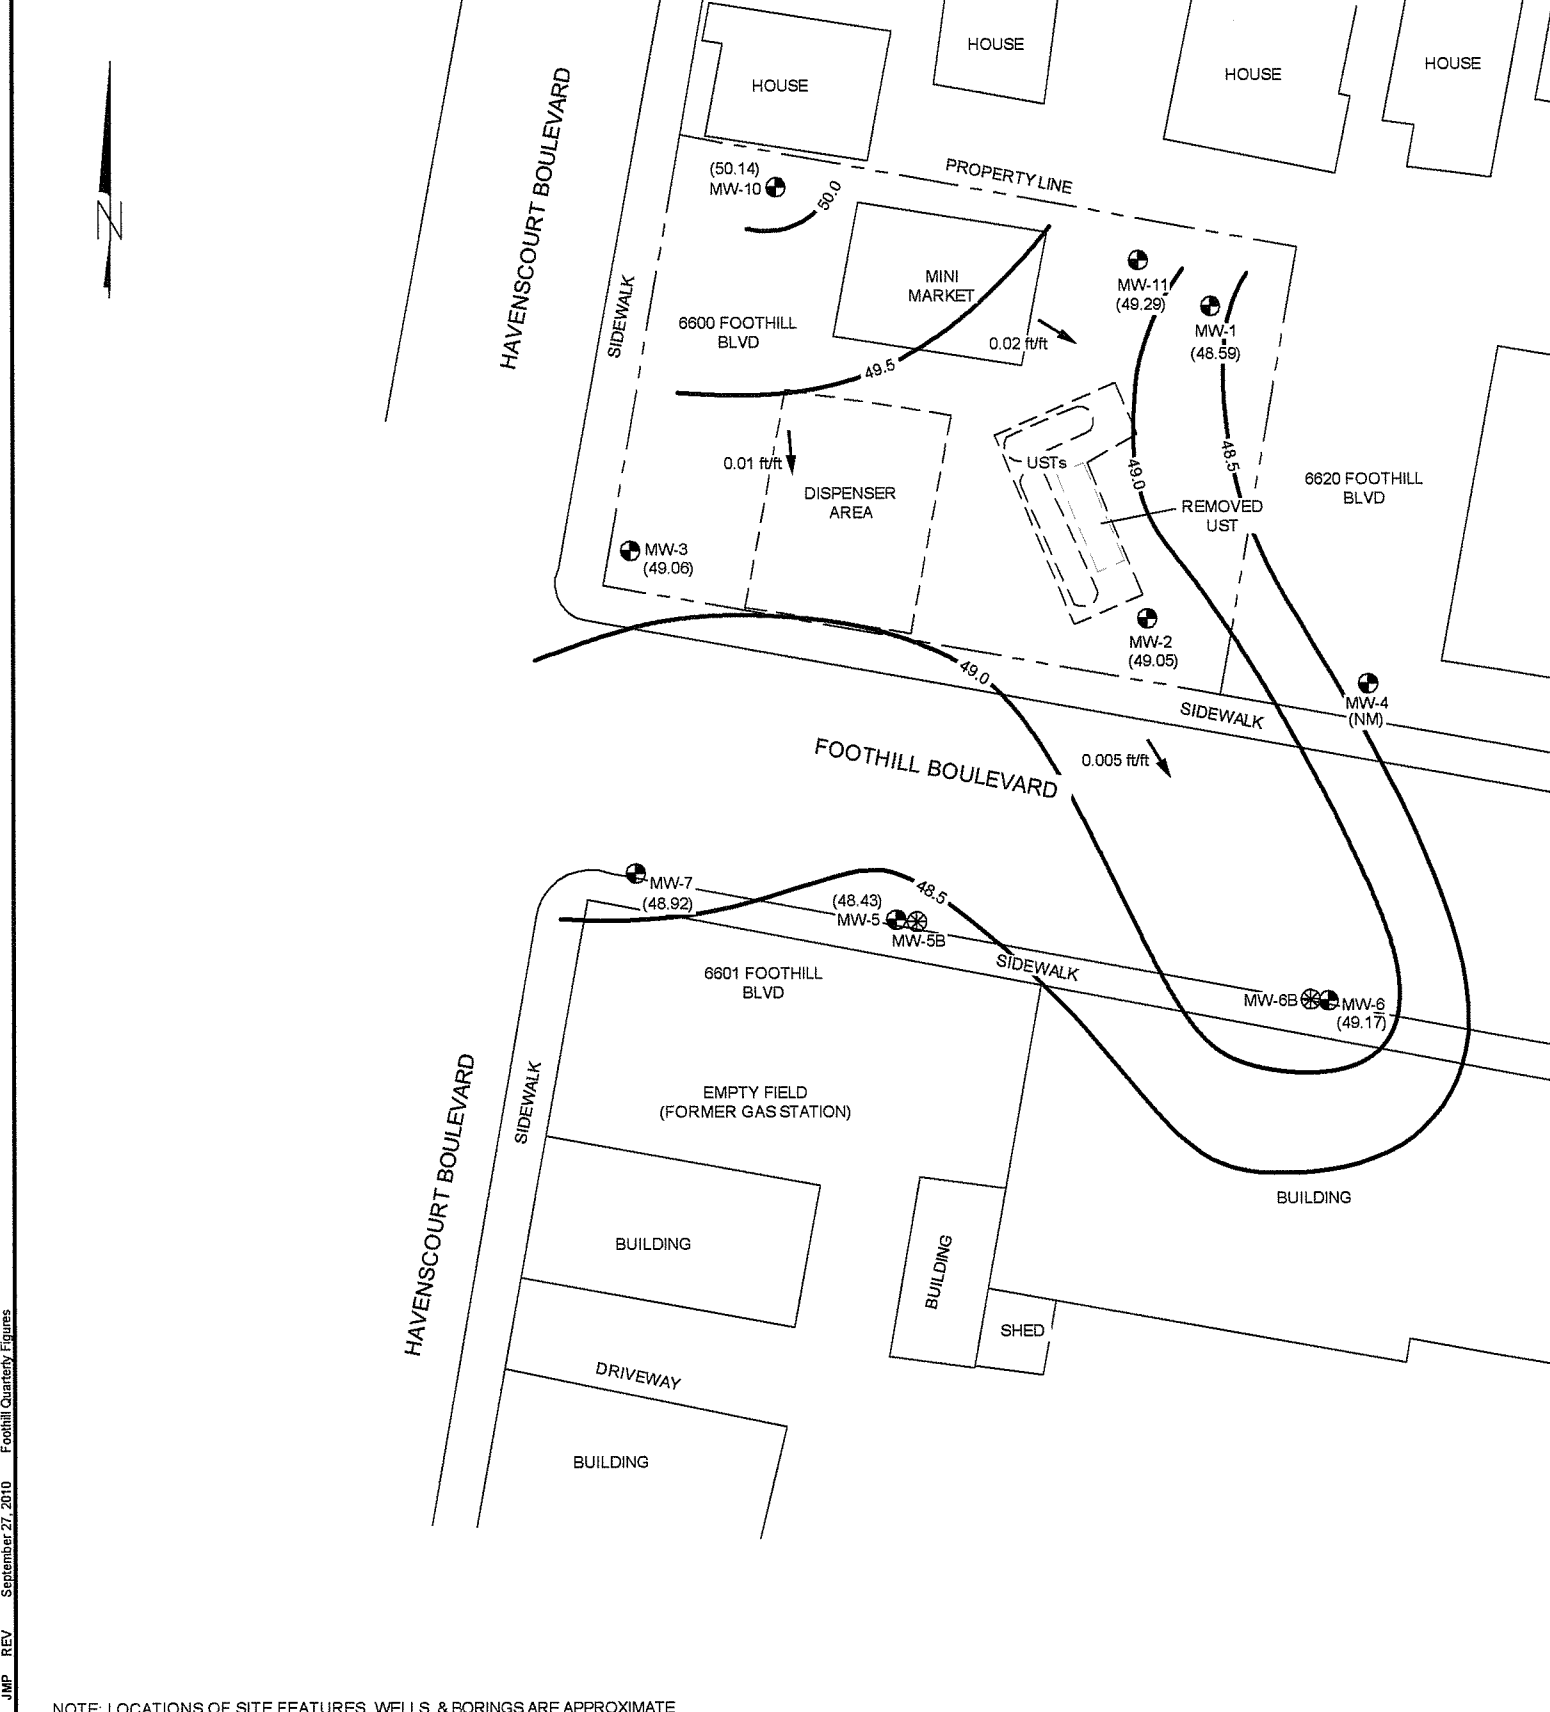 HOUSE
HOUSE
HOUSE
HOUSE
HAVENSCOURT BOULEVARD
SIDEWALK
PROPERTY LINE
(50.14)
MW-10
50.0
N
MINI
MARKET
MW-11
(49.29)
MW-1
(48.59)
6600 FOOTHILL
BLVD
0.02 ft/ft
49.5
0.01 ft/ft
USTs
49.0
48.5
6620 FOOTHILL
BLVD
DISPENSER
AREA
REMOVED
UST
MW-3
(49.06)
MW-2
(49.05)
49.0
SIDEWALK
MW-4
(NM)
FOOTHILL BOULEVARD
0.005 ft/ft
MW-7
(48.92)
(48.43)
MW-5
MW-5B
48.5
SIDEWALK
6601 FOOTHILL
BLVD
MW-6B
MW-6
(49.17)
HAVENSCOURT BOULEVARD
SIDEWALK
EMPTY FIELD
(FORMER GAS STATION)
BUILDING
BUILDING
BUILDING
SHED
DRIVEWAY
BUILDING
JMP REV September 27, 2010 Foothill Quarterly Figures
NOTE: LOCATIONS OF SITE FEATURES, WELLS, & BORINGS ARE APPROXIMATE